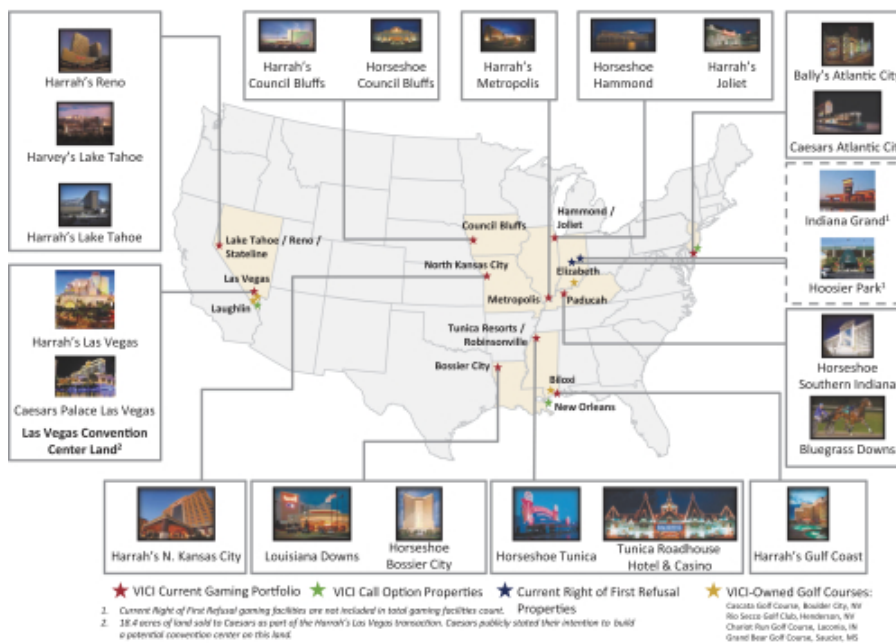 Harrah's Reno
Harvey's Lake Tahoe
Harrah's Lake Tahoe
Harrah's
Council Bluffs
Horseshoe
Council Bluffs
Harrah's
Metropolis
Horseshoe
Hammond
Harrah's
Joliet
Bally's Atlantic City
Caesars Atlantic City
Indiana Grand¹
Hoosier Park¹
Harrah's Las Vegas
Caesars Palace Las Vegas
Las Vegas Convention
Center Land²
Horseshoe
Southern Indiana
Bluegrass Downs
Lake Tahoe / Reno /
Stateline
Las Vegas
Laughlin
Council Bluffs
Hammond /
Joliet
North Kansas City
Elizabeth
Metropolis
Paducah
Tunica Resorts /
Robinsonville
Bossier City
Biloxi
New Orleans
Harrah's N. Kansas City
Louisiana Downs
Horseshoe
Bossier City
Horseshoe Tunica
Tunica Roadhouse
Hotel & Casino
Harrah's Gulf Coast
VICI Current Gaming Portfolio
VICI Call Option Properties
Current Right of First Refusal
Properties
VICI-Owned Golf Courses:
Cascata Golf Course, Boulder City, NV
Rio Secco Golf Club, Henderson, NV
Chariot Run Golf Course, Laconia, IN
Grand Bear Golf Course, Saucier, MS
1. Current Right of First Refusal gaming facilities are not included in total gaming facilities count.
2. 18.4 acres of land sold to Caesars as part of the Harrah's Las Vegas transaction. Caesars publicly stated their intention to build
a potential convention center on this land.